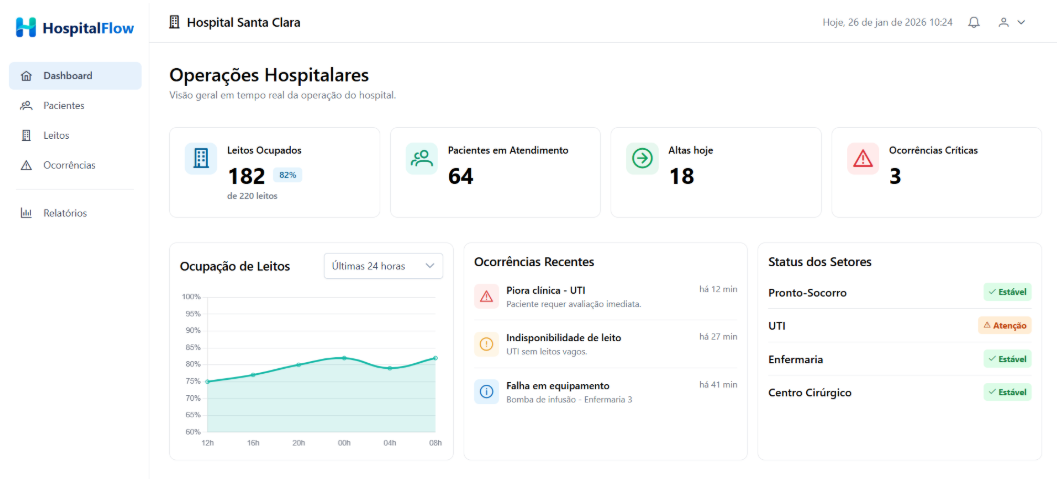 HospitalFlow
Dashboard
Pacientes
Leitos
Ocorrências
Relatórios
Hospital Santa Clara
Hoje, 26 de jan de 2026 10:24
Operações Hospitalares
Visão geral em tempo real da operação do hospital.
Leitos Ocupados
182 82%
de 220 leitos
Pacientes em Atendimento
64
Altas hoje
18
Ocorrências Críticas
3
Ocupação de Leitos
Últimas 24 horas
100%
95%
90%
85%
80%
75%
70%
65%
60%
12h 16h 20h 00h 04h 08h
Ocorrências Recentes
Piora clínica - UTI há 12 min
Paciente requer avaliação imediata.
Indisponibilidade de leito há 27 min
UTI sem leitos vagos.
Falha em equipamento há 41 min
Bomba de infusão - Enfermaria 3
Status dos Setores
Pronto-Socorro Estável
UTI Atenção
Enfermaria Estável
Centro Cirúrgico Estável